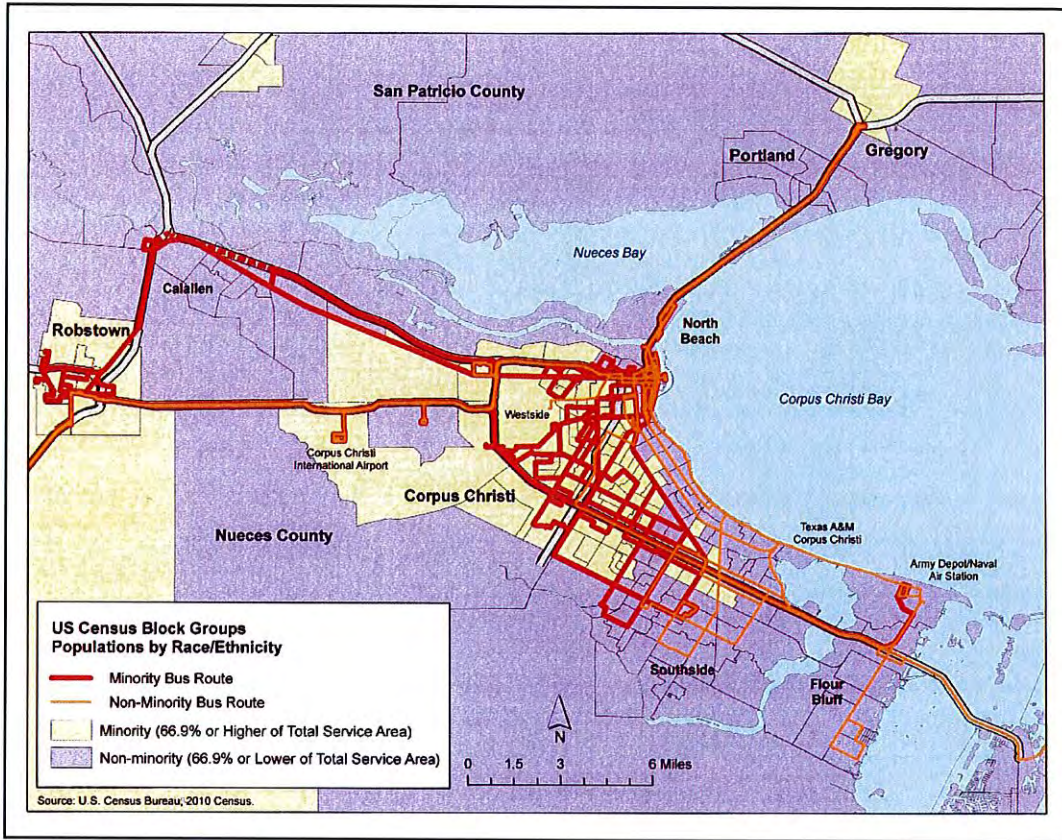 San Patricio County
Portland
Gregory
Nueces Bay
Calallen
Robstown
North
Beach
Corpus Christi Bay
Westside
Corpus Christi
International Airport
Corpus Christi
Nueces County
Texas A&M
Corpus Christi
Army Depot/Naval
Air Station
Southside
Flour
Bluff
US Census Block Groups
Populations by Race/Ethnicity
Minority Bus Route
Non-Minority Bus Route
Minority (66.9% or Higher of Total Service Area)
Non-minority (66.9% or Lower of Total Service Area)
N
0 1.5 3 6 Miles
Source: U.S. Census Bureau, 2010 Census.